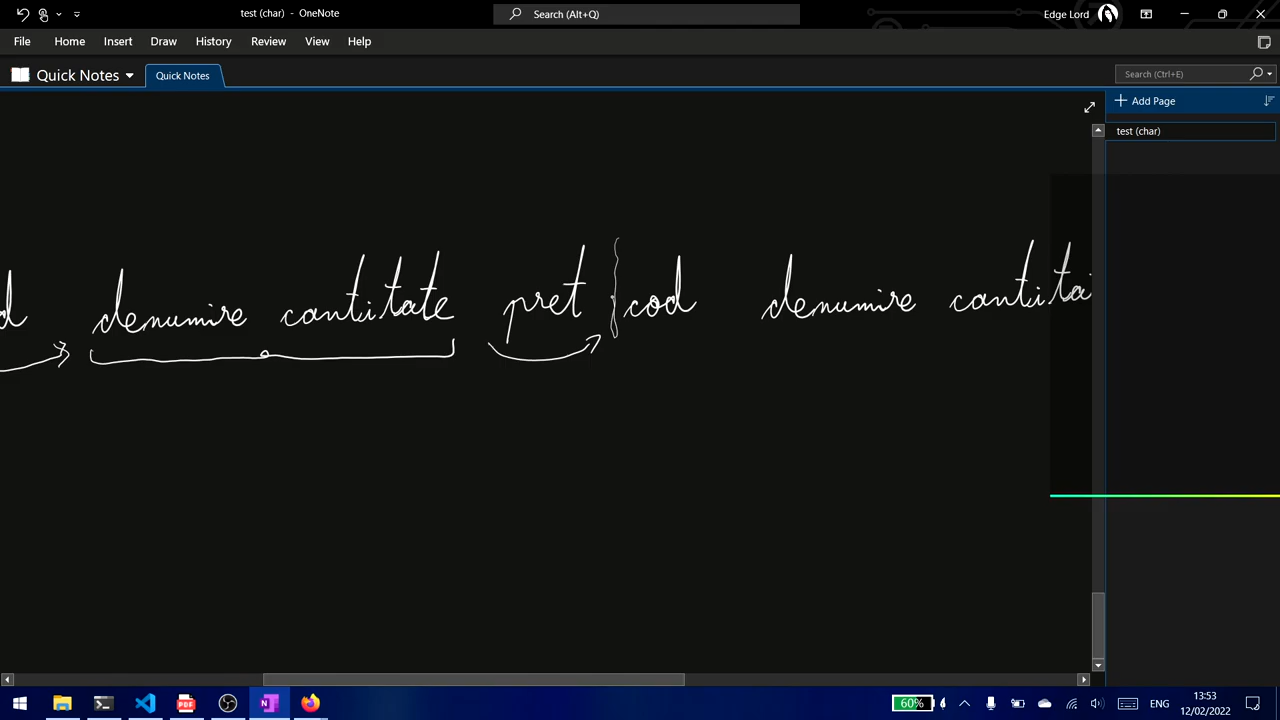 test (char) - OneNote
Search (Alt+Q)
Edge Lord
File Home Insert Draw History Review View Help
Quick Notes
Quick Notes
Search (Ctrl+E)
Add Page
test (char)
d denumire cantitate pret cod denumire cantita
60%
ENG
13:53
12/02/2022